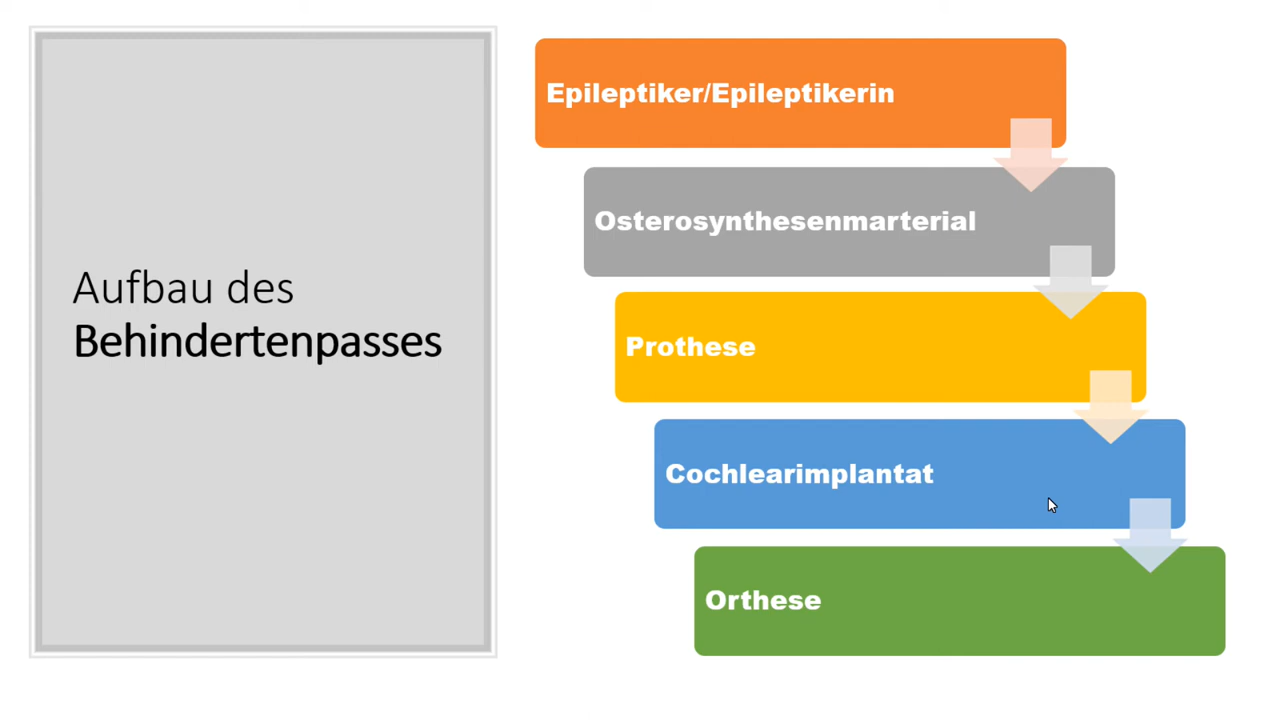 Aufbau des
Behindertenpasses
Epileptiker/Epileptikerin
Osterosynthesenmarterial
Prothese
Cochlearimplantat
Orthese